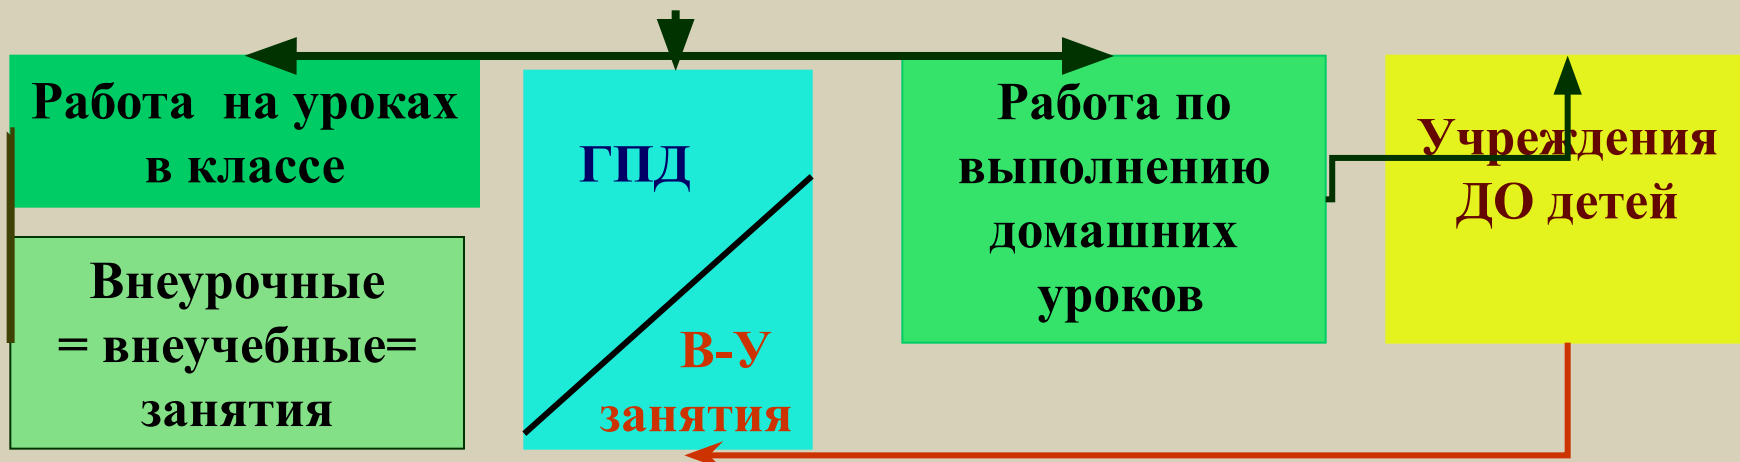 Работа на уроках
в классе
Внеурочные
= внеучебные=
занятия
ГПД
В-У
занятия
Работа по
выполнению
домашних
уроков
Учреждения
ДО детей